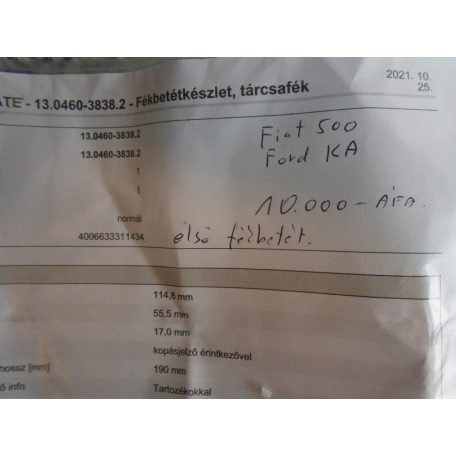 2021. 10.
25.
ATE - 13.0460-3838.2 - Fékbetétkészlet, tárcsafék
13.0460-3838.2
Fiat 500
13.0460-3838.2
Ford KA
1
1
10.000 - ÁFA.
normál
4006633311434
első fékbetét.
114,8 mm
55,5 mm
17,0 mm
kopásjelző érintkezővel
hossz [mm]
190 mm
ő info
Tartozékokkal